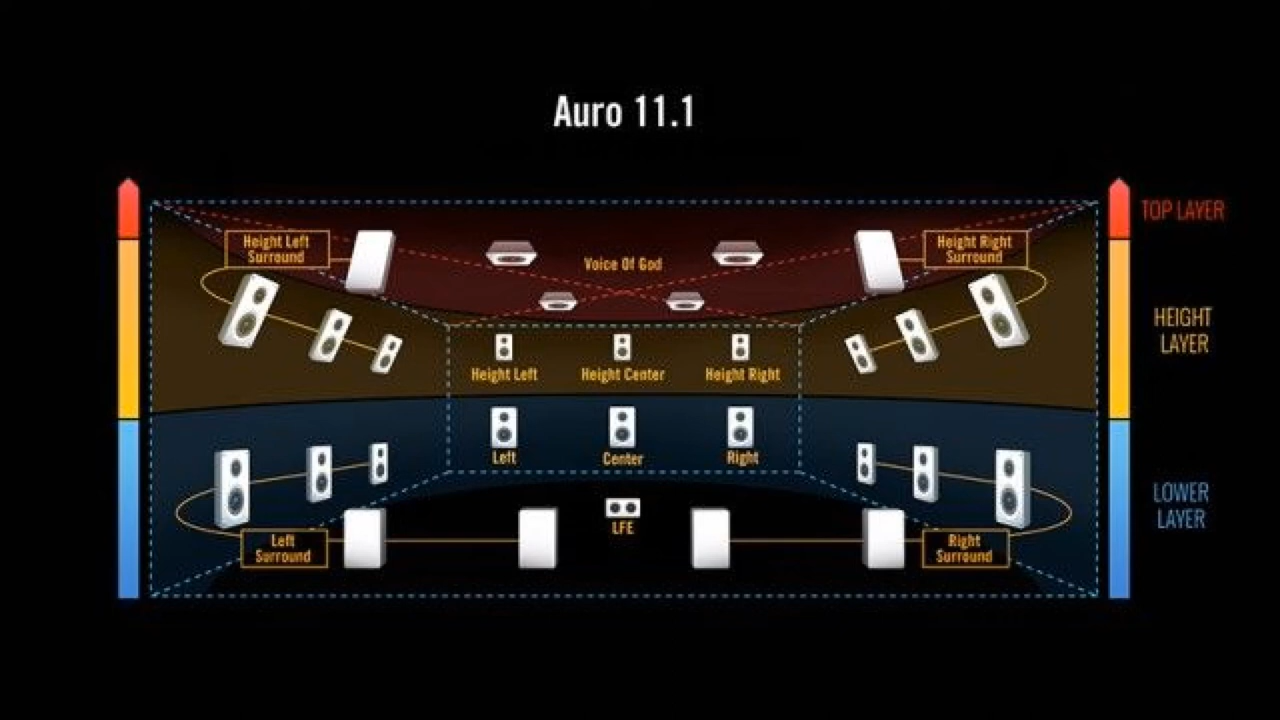 Auro 11.1
TOP LAYER
Height Left
Surround
Voice Of God
Height Right
Surround
HEIGHT
LAYER
Height Left
Height Center
Height Right
Left
Center
Right
LOWER
LAYER
LFE
Left
Surround
Right
Surround